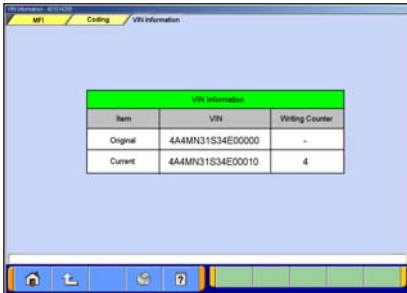 MFI Coding VIN Information
VIN Information
Item VIN Writing Counter
Original 4A4MN31S34E00000 -
Current 4A4MN31S34E00010 4
?